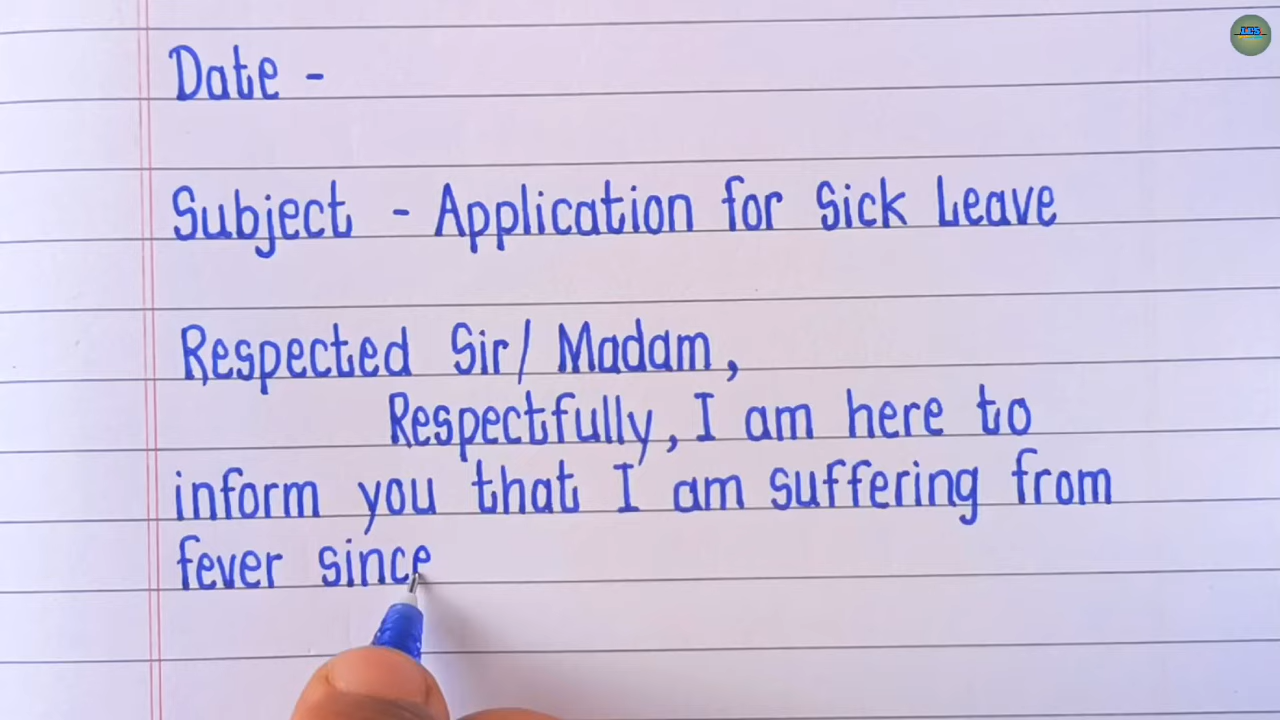 Date -
Subject - Application for Sick Leave
Respected Sir/ Madam,
Respectfully, I am here to
inform you that I am suffering from
fever since